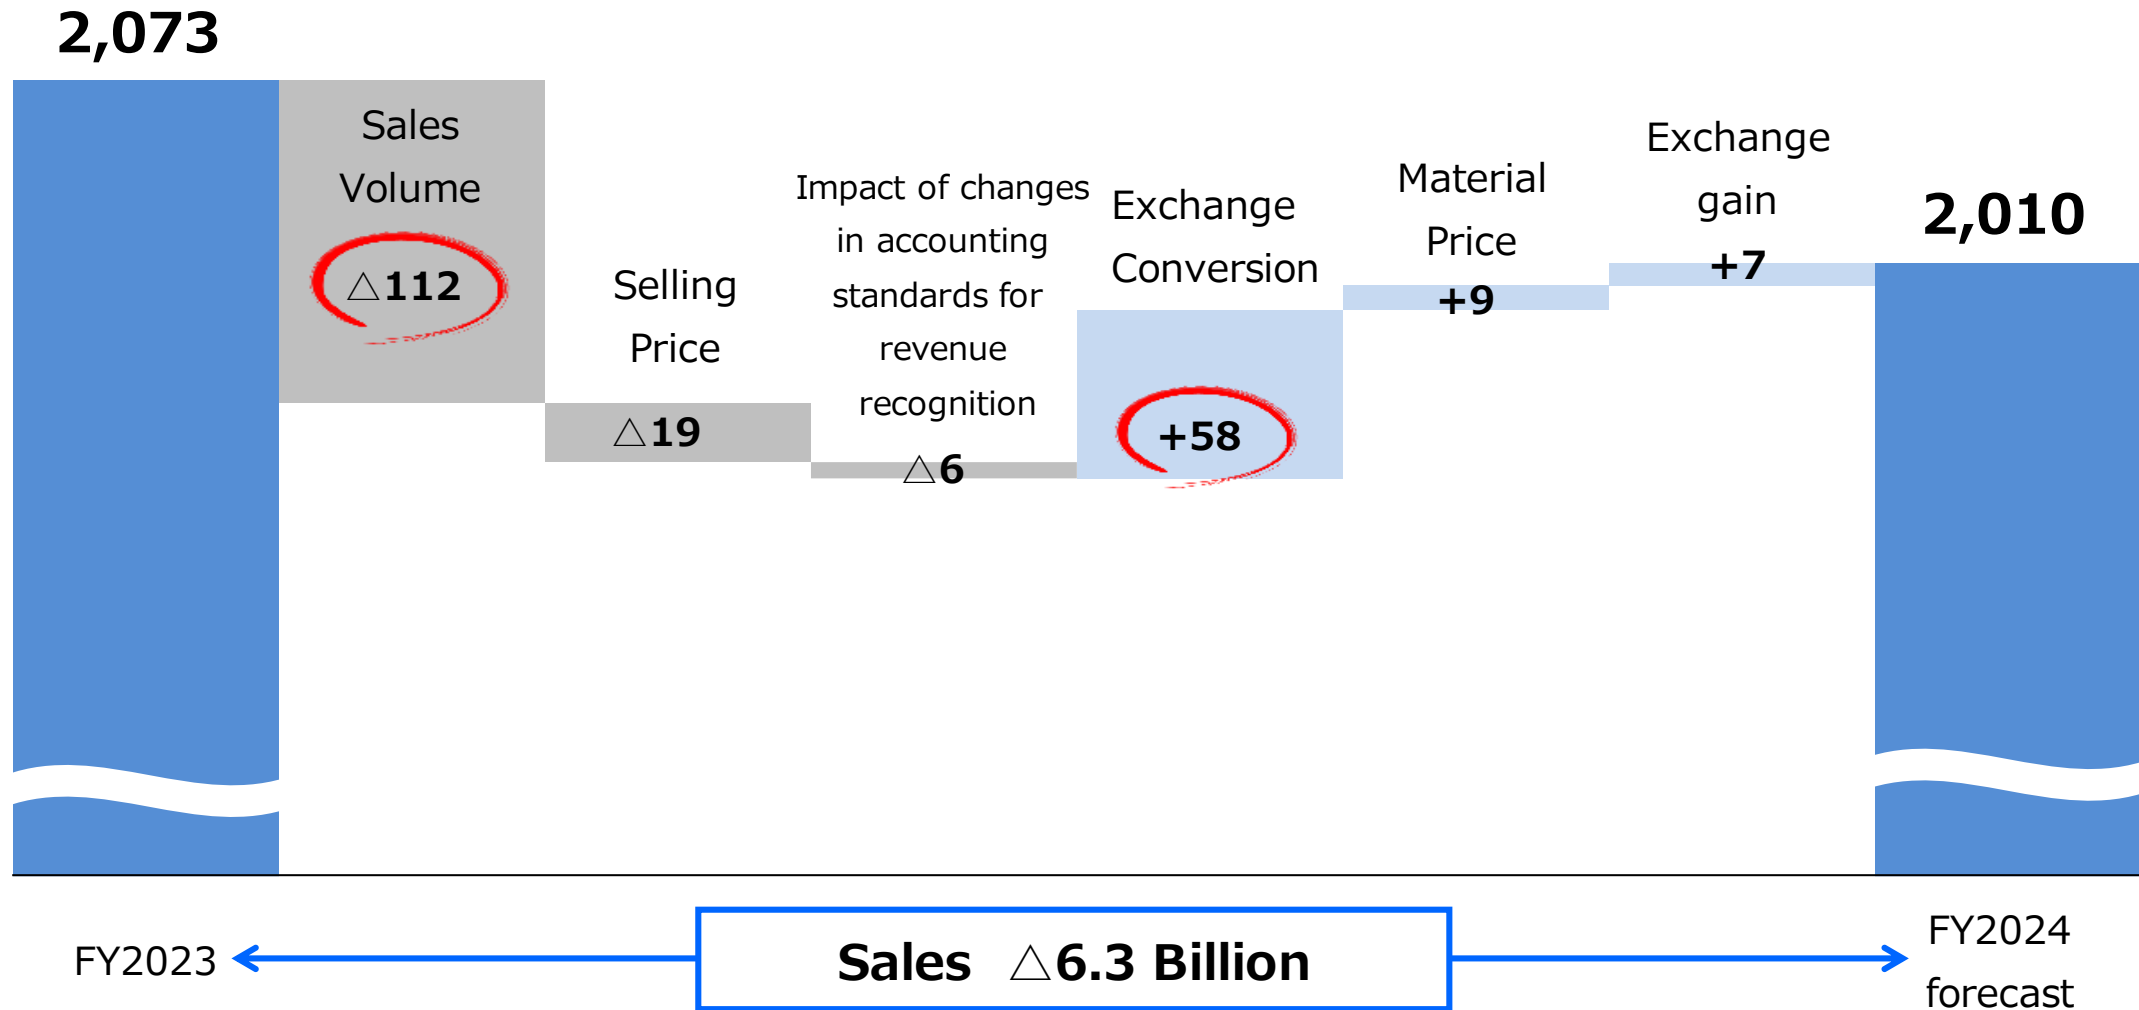 2,073
Sales
Volume
△112
Selling
Price
△19
Impact of changes
in accounting
standards for
revenue
recognition
△6
Exchange
Conversion
+58
Material
Price
+9
Exchange
gain
+7
2,010
FY2023
Sales △6.3 Billion
FY2024
forecast